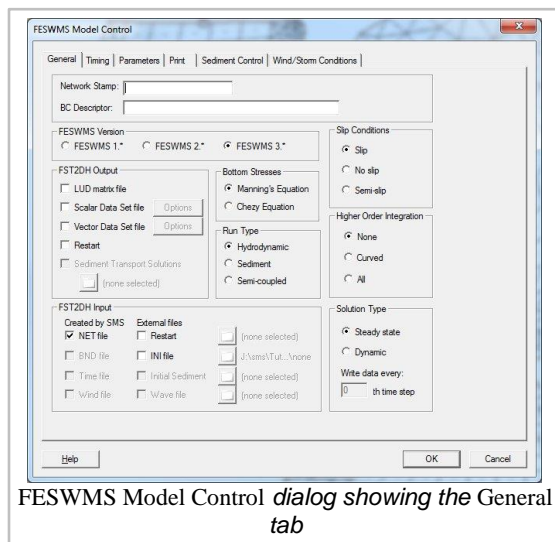 FESWMS Model Control
General Timing Parameters Print Sediment Control Wind/Storm Conditions
Network Stamp:
BC Descriptor:
FESWMS Version
FESWMS 1.* FESWMS 2.* FESWMS 3.*
Slip Conditions
Slip
No slip
Semi-slip
FST2DH Output
LUD matrix file
Scalar Data Set file Options
Vector Data Set file Options
Restart
Sediment Transport Solutions
(none selected)
Bottom Stresses
Manning's Equation
Chezy Equation
Run Type
Hydrodynamic
Sediment
Semi-coupled
Higher Order Integration
None
Curved
All
FST2DH Input
Created by SMS External files
NET file Restart (none selected)
BND file INI file J:\sms\Tut...\none
Time file Initial Sediment (none selected)
Wind file Wave file (none selected)
Solution Type
Steady state
Dynamic
Write data every:
0 th time step
Help OK Cancel
FESWMS Model Control dialog showing the General
tab